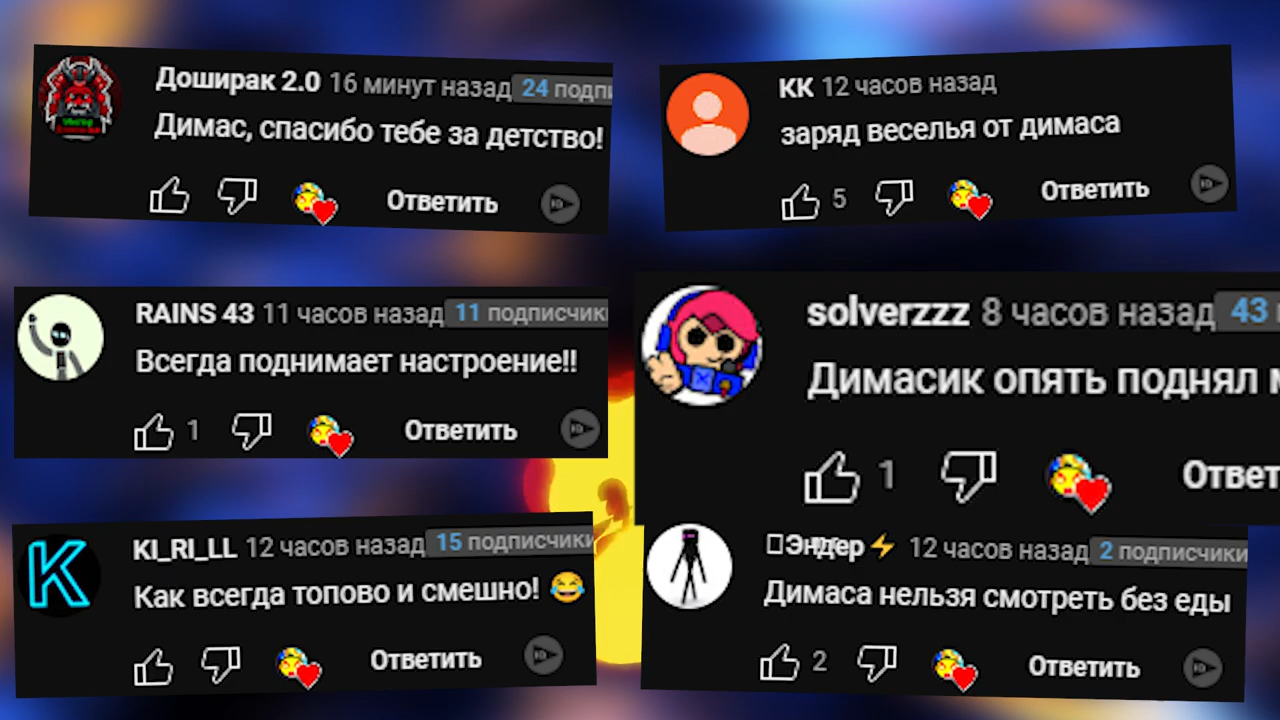 Доширак 2.0 16 минут назад 24
Димас, спасибо тебе за детство!
Ответить
КК 12 часов назад
заряд веселья от димаса
5 Ответить
RAINS 43 11 часов назад 11 подписчик
Всегда поднимает настроение!!
1 Ответить
solverzzz 8 часов назад 43
Димасик опять поднял
1 Ответ
KI_RI_LL 12 часов назад 15 подписчики
Как всегда топово и смешно! 😂
Ответить
Эндер⚡ 12 часов назад 2 подписчики
Димаса нельзя смотреть без еды
2 Ответить